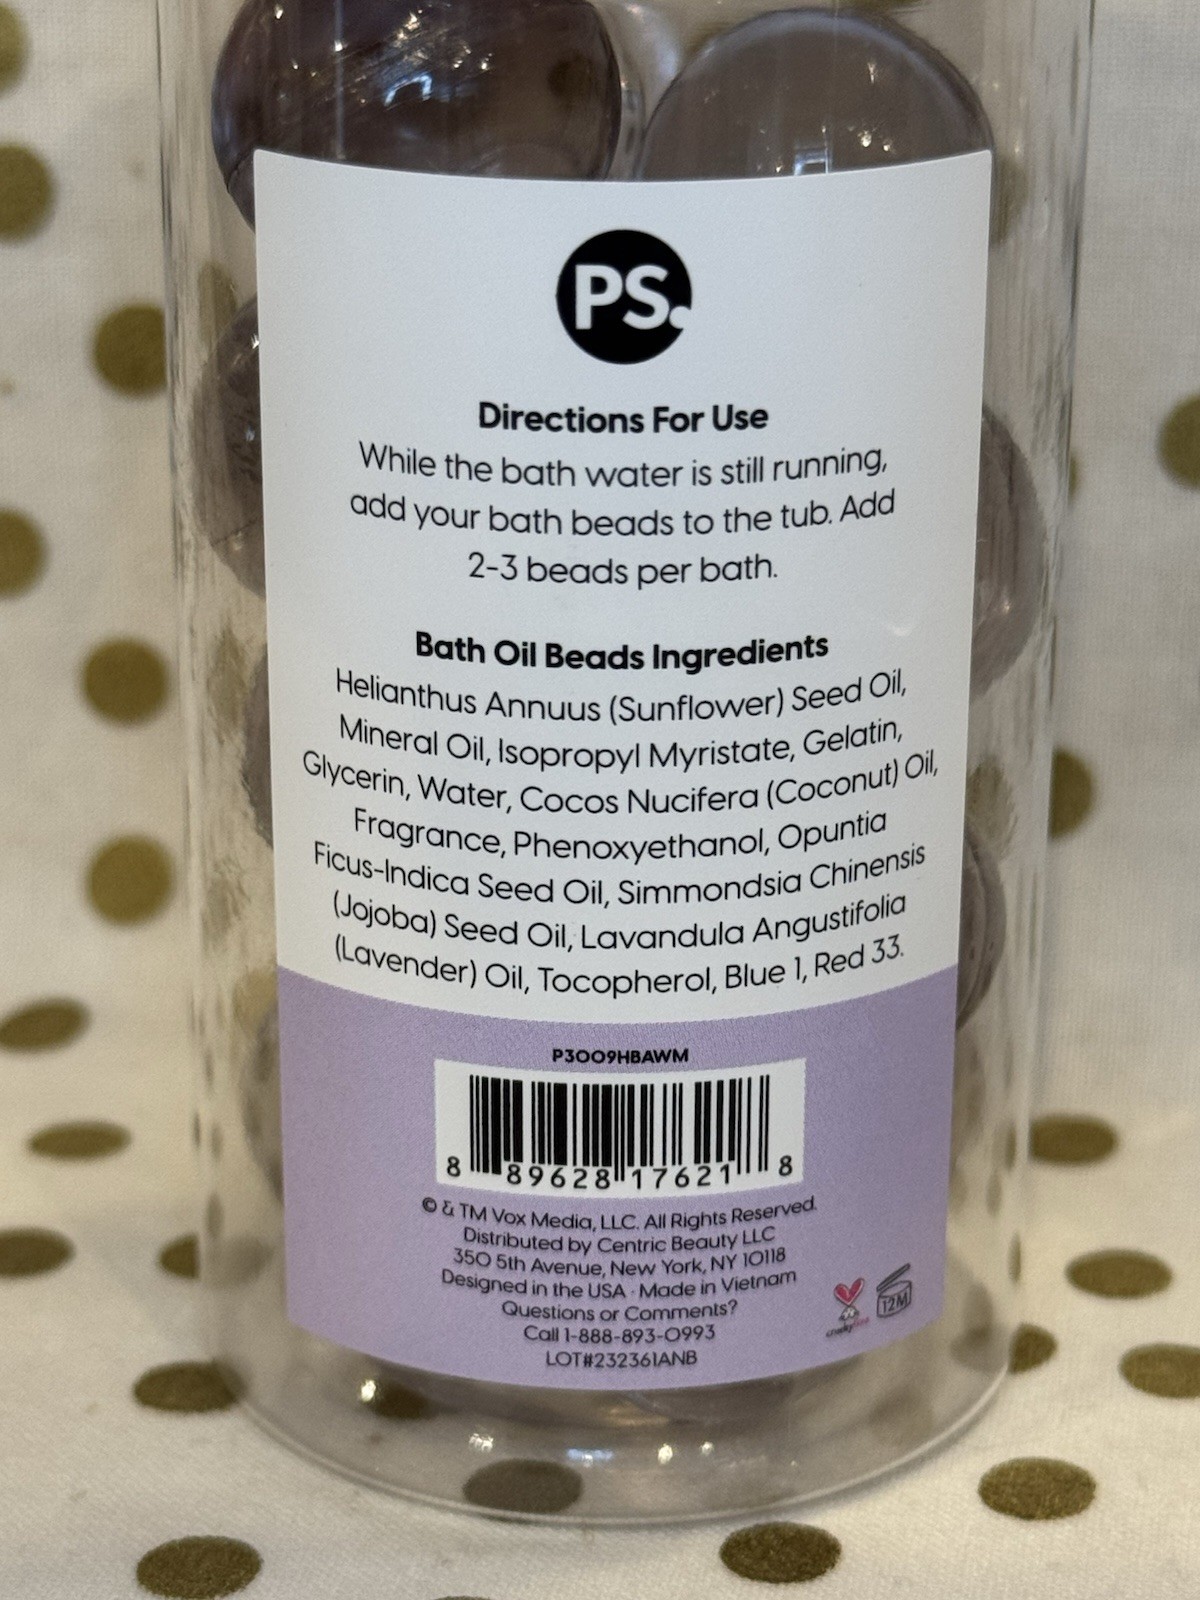 PS.
Directions For Use
While the bath water is still running,
add your bath beads to the tub. Add
2-3 beads per bath.
Bath Oil Beads Ingredients
Helianthus Annuus (Sunflower) Seed Oil,
Mineral Oil, Isopropyl Myristate, Gelatin,
Glycerin, Water, Cocos Nucifera (Coconut) Oil,
Fragrance, Phenoxyethanol, Opuntia
Ficus-Indica Seed Oil, Simmondsia Chinensis
(Jojoba) Seed Oil, Lavandula Angustifolia
(Lavender) Oil, Tocopherol, Blue 1, Red 33.
P3009HBAWM
8 89628 17621 8
© & TM Vox Media, LLC. All Rights Reserved.
Distributed by Centric Beauty LLC
350 5th Avenue, New York, NY 10118
Designed in the USA · Made in Vietnam
Questions or Comments?
Call 1-888-893-0993
LOT#232361ANB
crueltyfree
12M